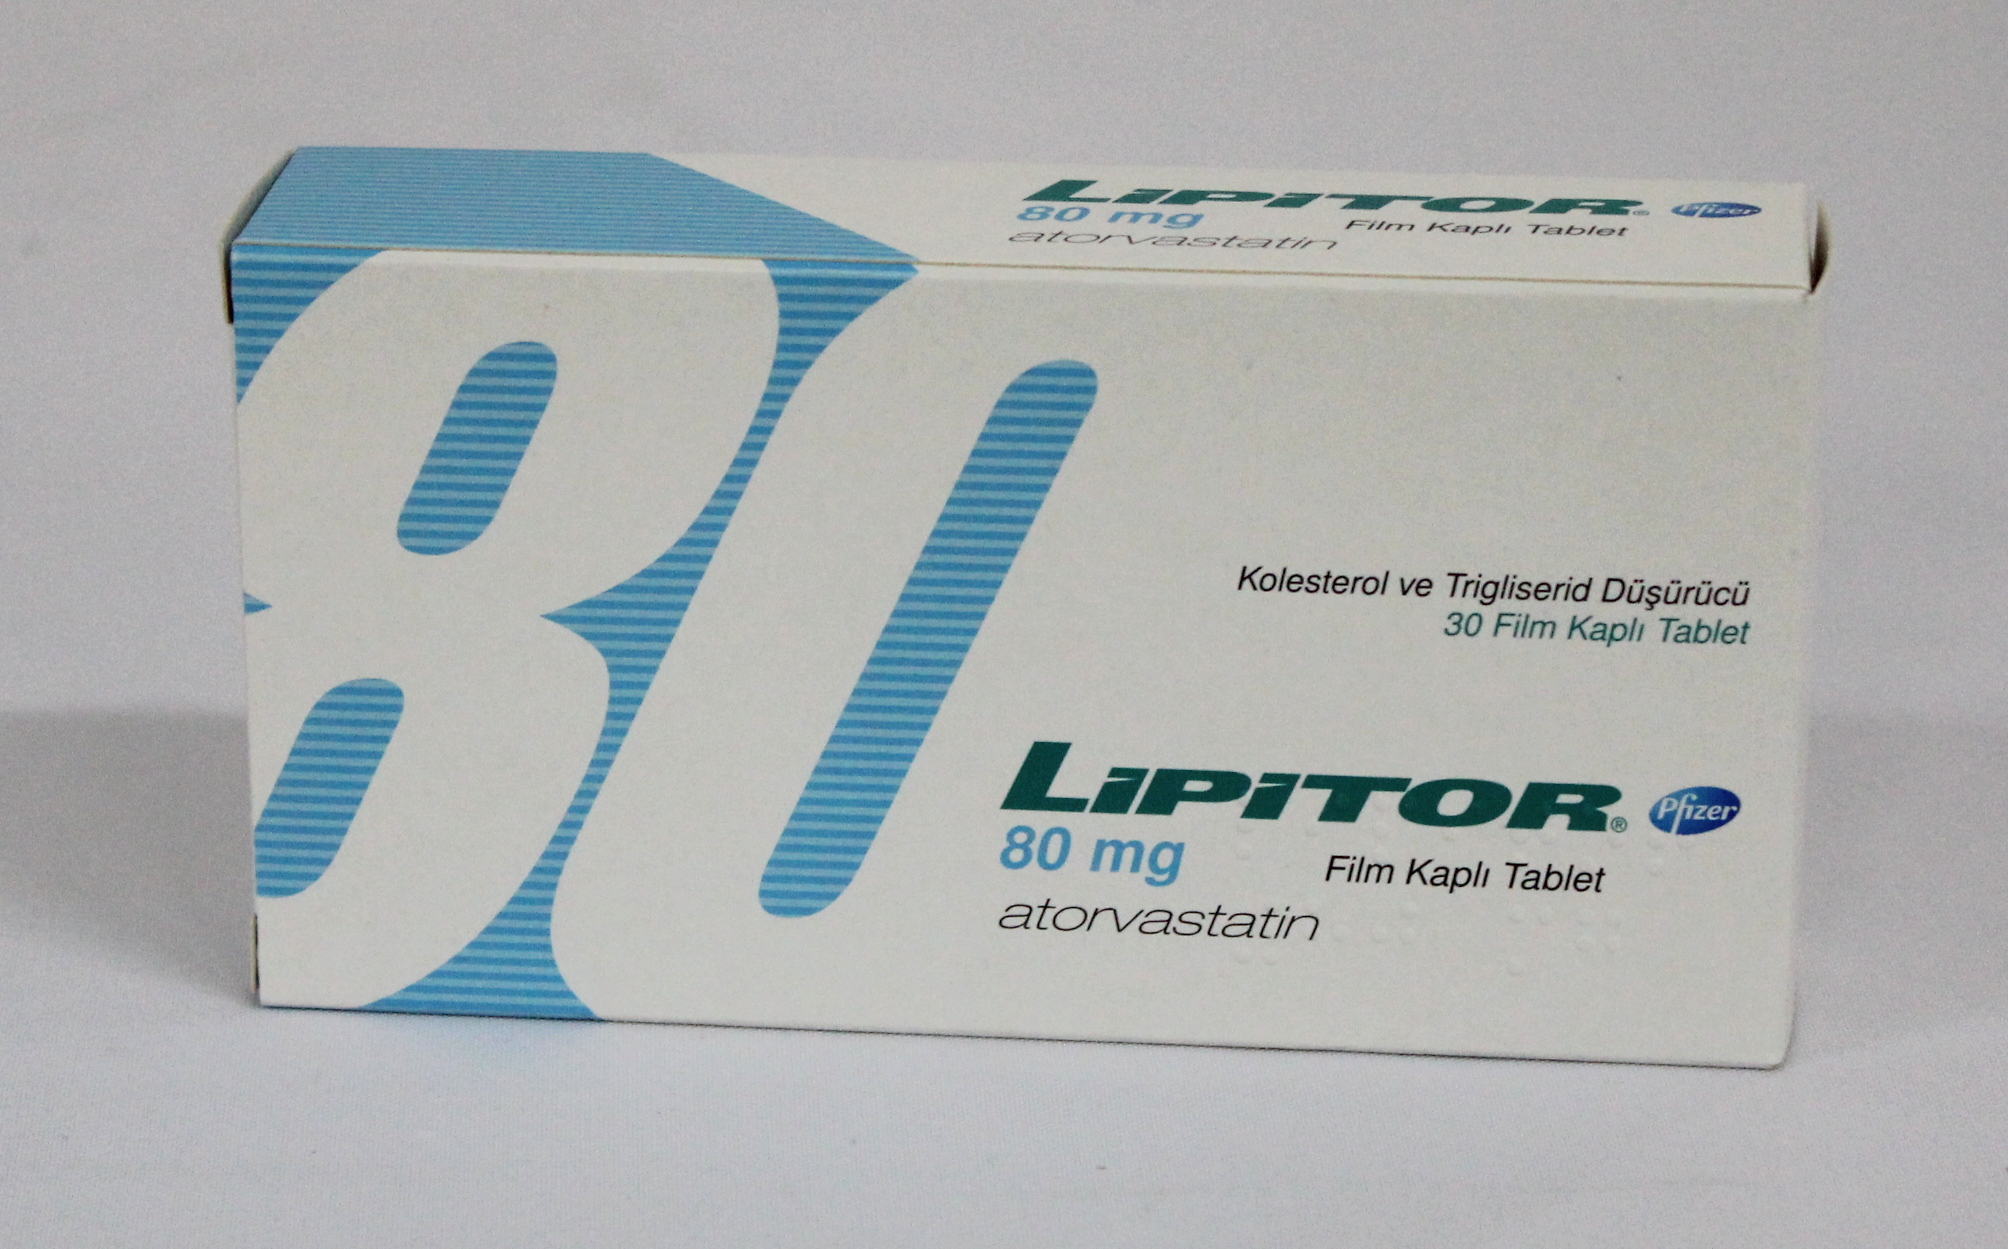 LiPiTOR® Pfizer
80 mg Film Kaplı Tablet
atorvastatin
80
Kolesterol ve Trigliserid Düşürücü
30 Film Kaplı Tablet
LiPiTOR® Pfizer
80 mg Film Kaplı Tablet
atorvastatin